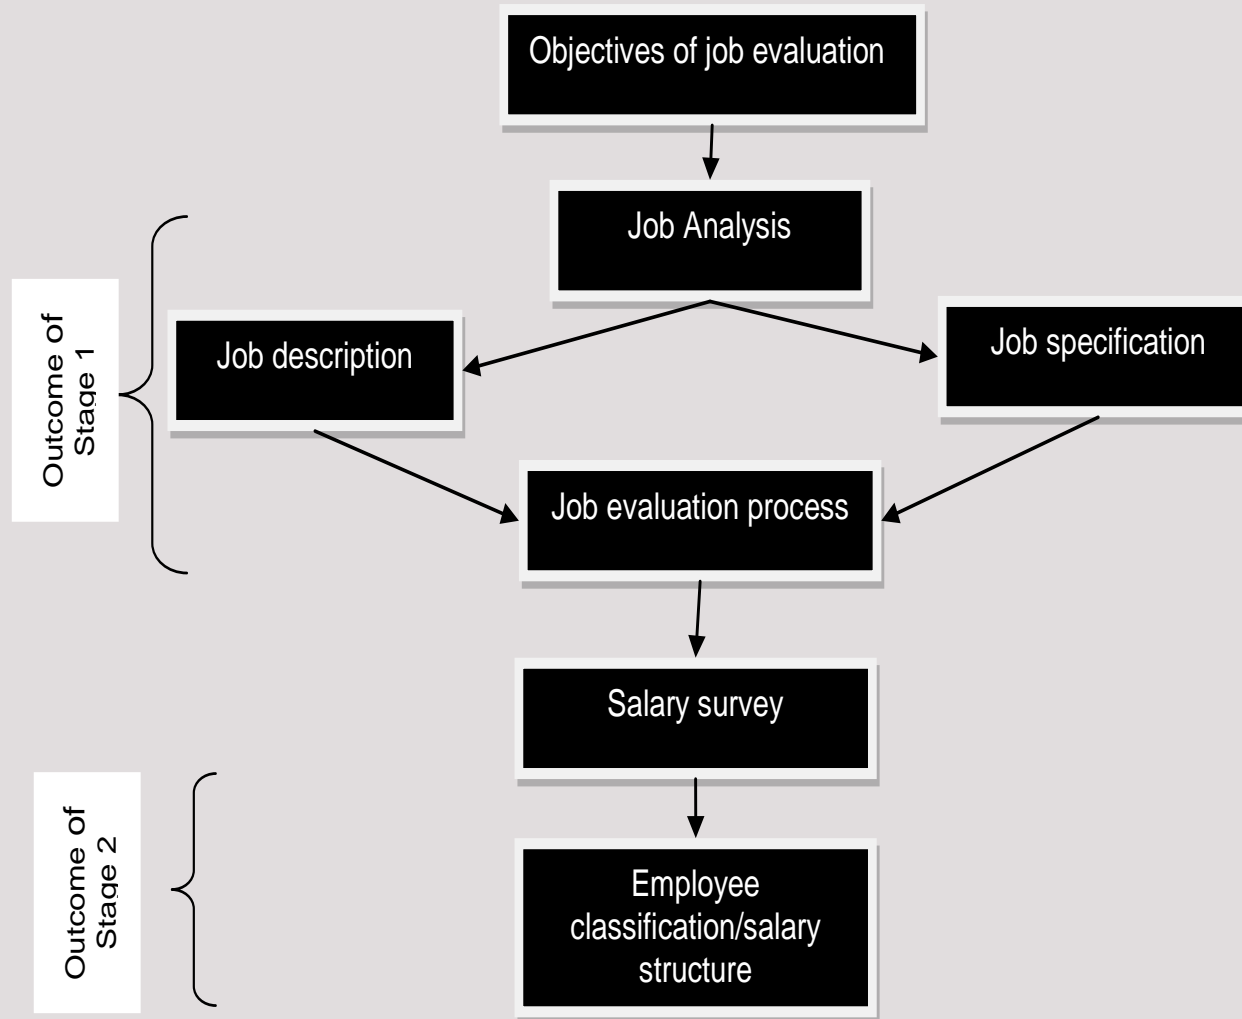 Objectives of job evaluation
Job Analysis
Outcome of
Stage 1
Job description
Job specification
Job evaluation process
Salary survey
Outcome of
Stage 2
Employee
classification/salary
structure